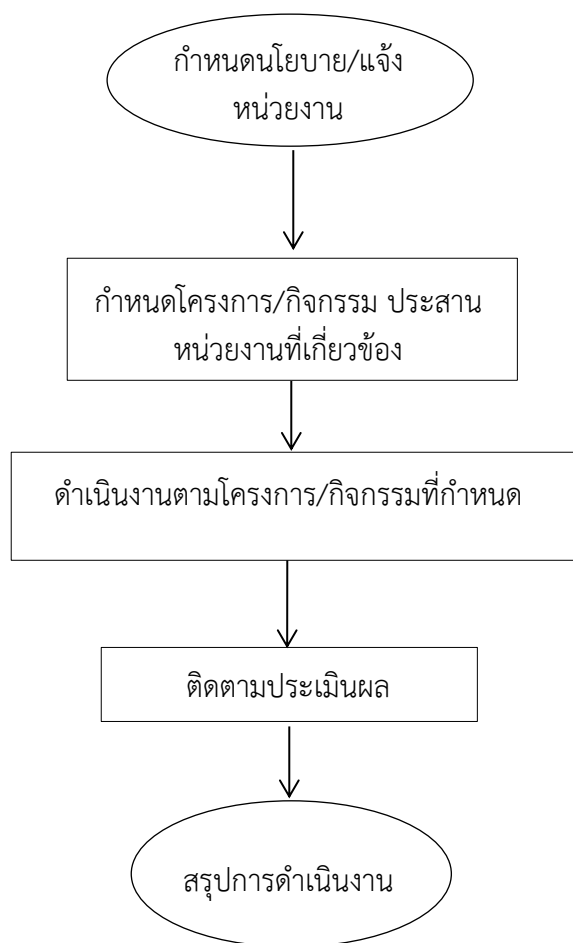 กำหนดนโยบาย/แจ้ง
หน่วยงาน
กำหนดโครงการ/กิจกรรม ประสาน
หน่วยงานที่เกี่ยวข้อง
ดำเนินงานตามโครงการ/กิจกรรมที่กำหนด
ติดตามประเมินผล
สรุปการดำเนินงาน